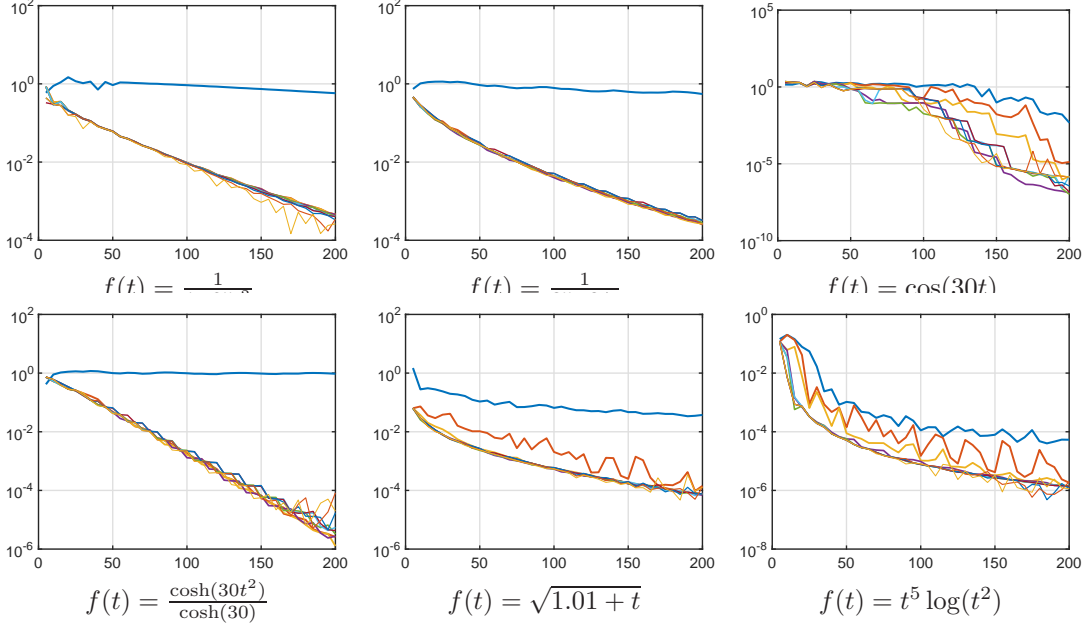 10^2 10^2 10^5
10^0 10^0 10^0
10^-2 10^-2 10^-5
10^-4 10^-4 10^-10
0 50 100 150 200 0 50 100 150 200 0 50 100 150 200
f(t) = 1 f(t) = 1 f(t) = cos(30t)
10^2 10^2 10^0
10^0 10^0 10^-2
10^-2 10^-2 10^-4
10^-4 10^-4 10^-6
10^-6 10^-6 10^-8
0 50 100 150 200 0 50 100 150 200 0 50 100 150 200
f(t) = cosh(30t^2)/cosh(30) f(t) = √(1.01 + t) f(t) = t^5 log(t^2)